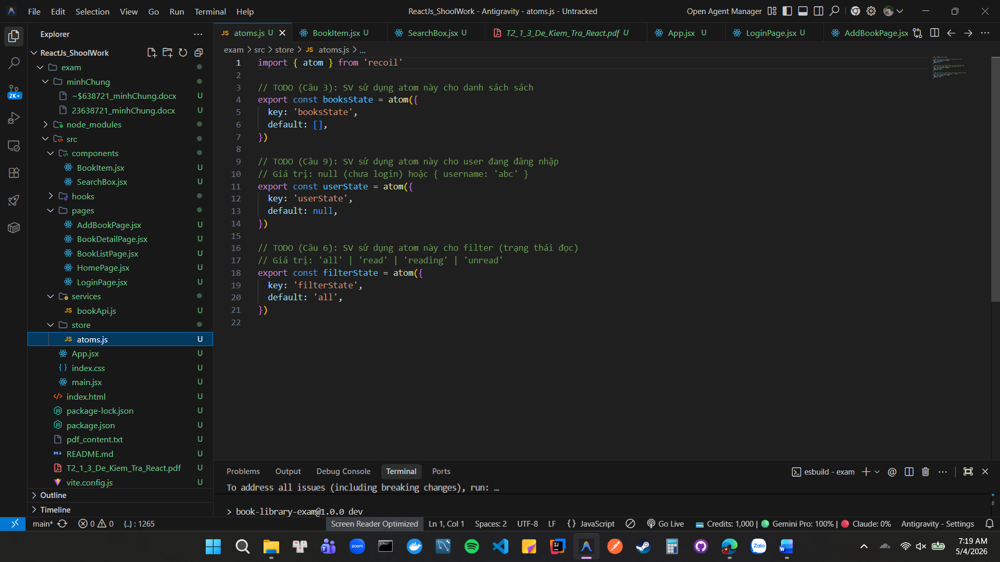 File Edit Selection View Go Run Terminal Help
ReactJs_ShoolWork - Antigravity - atoms.js - Untracked
Open Agent Manager
Explorer
ReactJs_ShoolWork
exam
minhChung
~$638721_minhChung.docx U
23638721_minhChung.docx U
node_modules
src
components
BookItem.jsx U
SearchBox.jsx U
hooks
pages
AddBookPage.jsx U
BookDetailPage.jsx U
BookListPage.jsx U
HomePage.jsx U
LoginPage.jsx U
services
JS bookApi.js U
store
JS atoms.js U
App.jsx U
{} index.css U
main.jsx U
</> index.html U
package-lock.json U
package.json U
pdf_content.txt U
README.md U
T2_1_3_De_Kiem_Tra_React.pdf U
vite.config.js U
Outline
Timeline
2K+
JS atoms.js U
BookItem.jsx U
SearchBox.jsx U
T2_1_3_De_Kiem_Tra_React.pdf U
App.jsx U
LoginPage.jsx U
AddBookPage.jsx
exam > src > store > JS atoms.js > ...
1 import { atom } from 'recoil'
2
3 // TODO (Câu 3): SV sử dụng atom này cho danh sách sách
4 export const booksState = atom({
5 key: 'booksState',
6 default: [],
7 })
8
9 // TODO (Câu 9): SV sử dụng atom này cho user đang đăng nhập
10 // Giá trị: null (chưa login) hoặc { username: 'abc' }
11 export const userState = atom({
12 key: 'userState',
13 default: null,
14 })
15
16 // TODO (Câu 6): SV sử dụng atom này cho filter (trạng thái đọc)
17 // Giá trị: 'all' | 'read' | 'reading' | 'unread'
18 export const filterState = atom({
19 key: 'filterState',
20 default: 'all',
21 })
22
Problems Output Debug Console Terminal Ports
esbuild - exam
To address all issues (including breaking changes), run: …
> book-library-exam@1.0.0 dev
main* 0 0 {..} : 1265
Screen Reader Optimized Ln 1, Col 1 Spaces: 2 UTF-8 LF {} JavaScript Go Live Credits: 1,000 | Gemini Pro: 100% | Claude: 0% Antigravity - Settings
zoom
Zalo
7:19 AM
5/4/2026